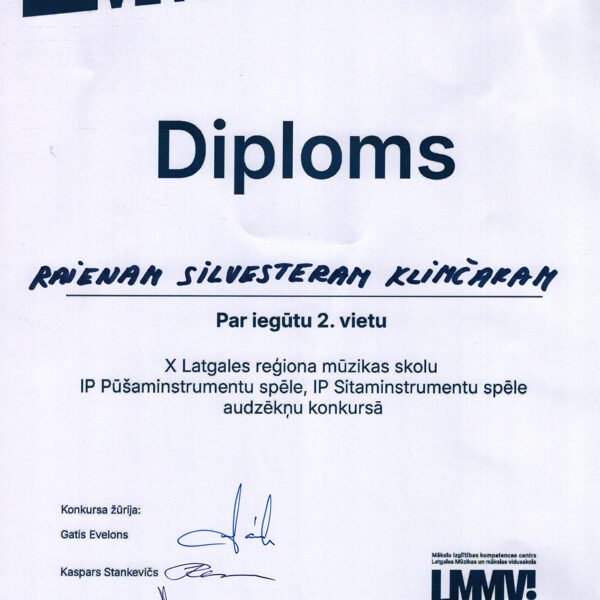 Diploms
RAIENAM SILVESTERAM KLIMČAKAM
Par iegūtu 2. vietu
X Latgales reģiona mūzikas skolu
IP Pūšaminstrumentu spēle, IP Sitaminstrumentu spēle
audzēkņu konkursā
Konkursa žūrija:
Gatis Evelons
Kaspars Stankevičs
Mākslu izglītības kompetences centrs
Latgales Mūzikas un mākslas vidusskola
LMMV!